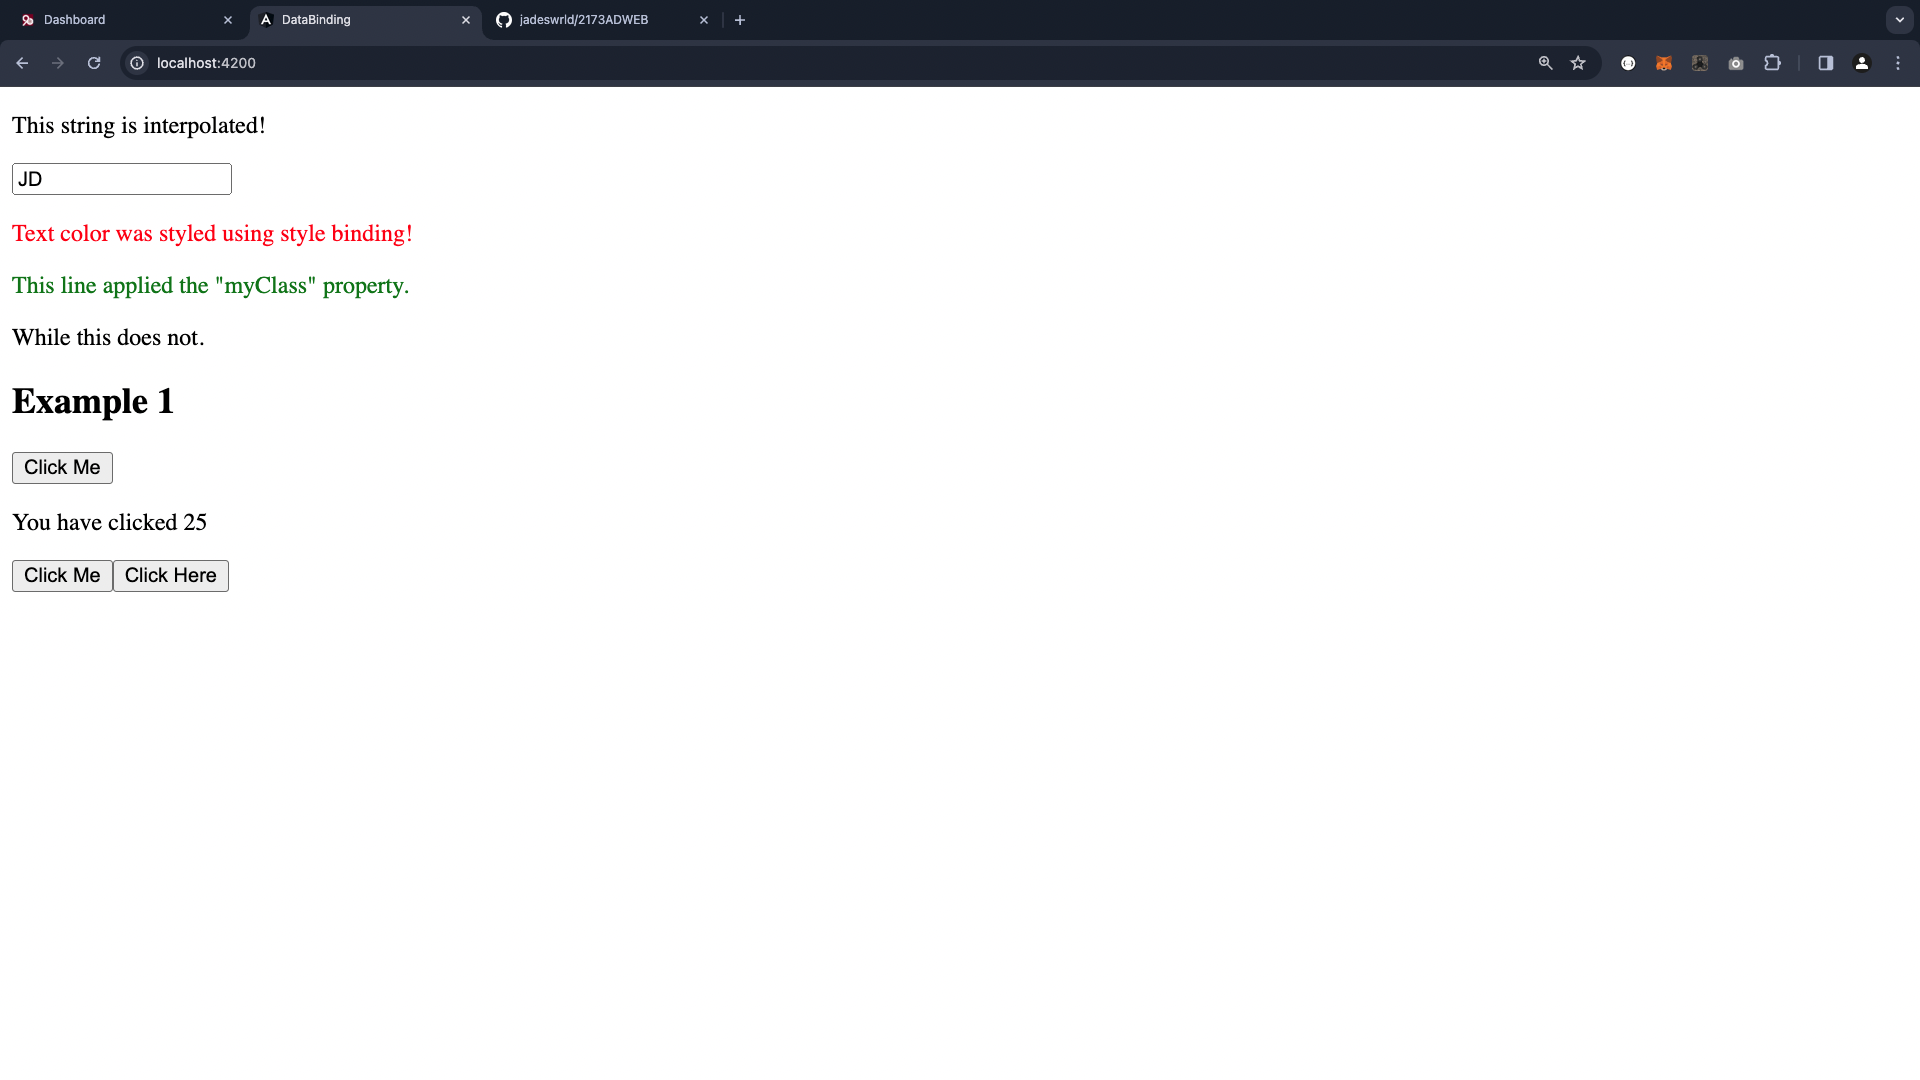 Dashboard
DataBinding
jadeswrld/2173ADWEB
localhost:4200
This string is interpolated!
JD
Text color was styled using style binding!
This line applied the "myClass" property.
While this does not.
Example 1
Click Me
You have clicked 25
Click Me Click Here